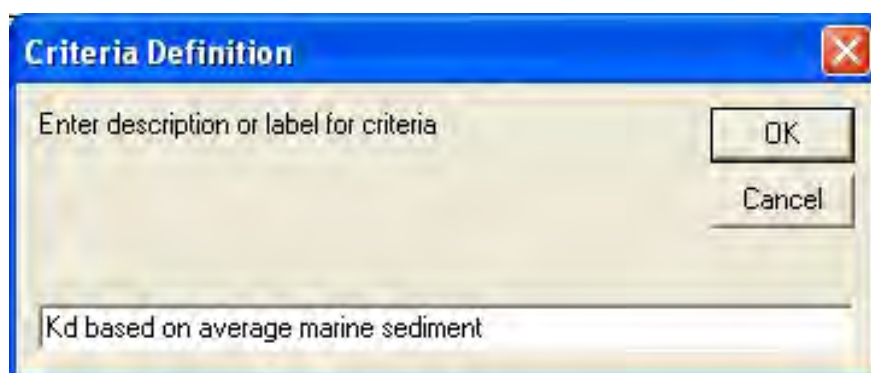 Criteria Definition
Enter description or label for criteria
OK
Cancel
Kd based on average marine sediment